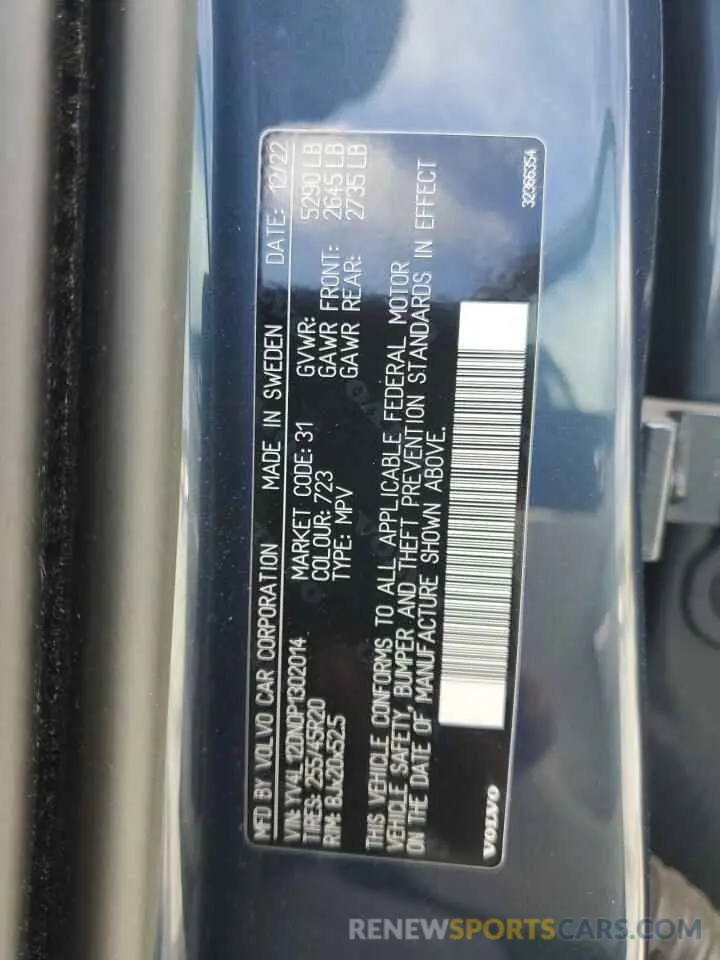 MFD BY VOLVO CAR CORPORATION MADE IN SWEDEN DATE: 12/22
VIN: YV4L12DN0P1302014 MARKET CODE: 31 GVWR: 5290 LB
TIRES: 255/45R20 COLOUR: 723 GAWR FRONT: 2645 LB
RIM: 8Jx20x52.5 TYPE: MPV GAWR REAR: 2735 LB
THIS VEHICLE CONFORMS TO ALL APPLICABLE FEDERAL MOTOR
VEHICLE SAFETY, BUMPER AND THEFT PREVENTION STANDARDS IN EFFECT
ON THE DATE OF MANUFACTURE SHOWN ABOVE.
VOLVO
32366354
RENEWSPORTSCARS.COM